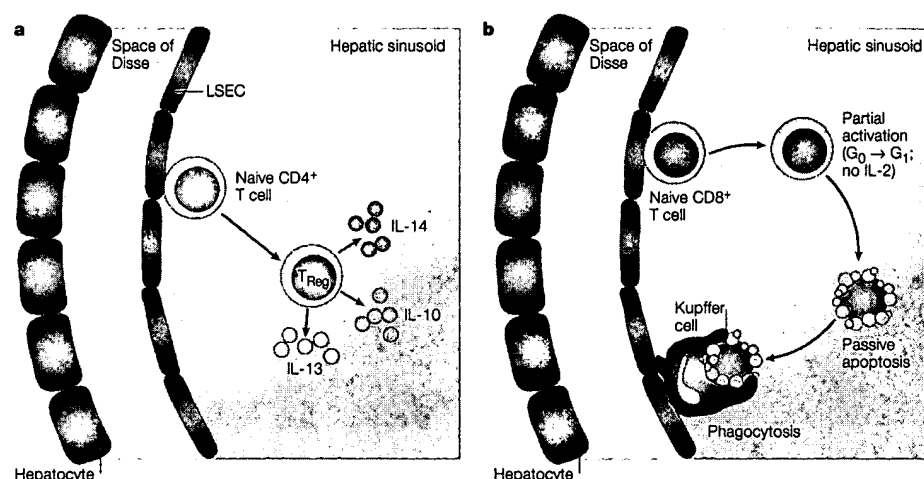 a
Space of
Disse
Hepatic sinusoid
LSEC
Naive CD4⁺
T cell
IL-14
T_Reg
IL-10
IL-13
Hepatocyte
b
Space of
Disse
Hepatic sinusoid
Partial
activation
(G₀ → G₁;
no IL-2)
Naive CD8⁺
T cell
Kupffer
cell
Passive
apoptosis
Phagocytosis
Hepatocyte